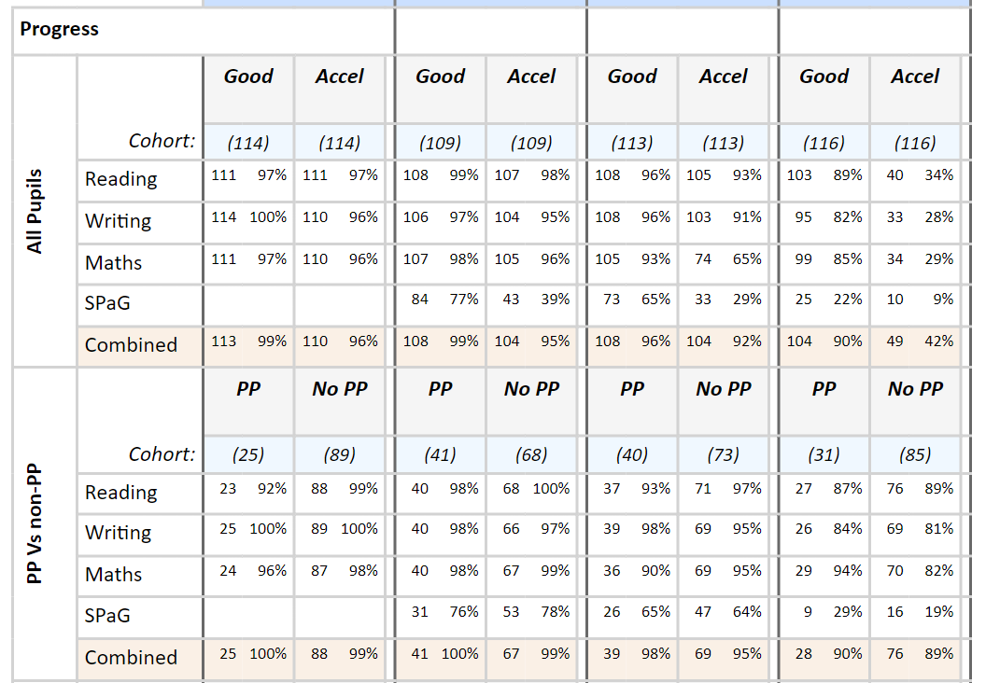 Progress
Good Accel Good Accel Good Accel Good Accel
Cohort: (114) (114) (109) (109) (113) (113) (116) (116)
All Pupils
Reading 111 97% 111 97% 108 99% 107 98% 108 96% 105 93% 103 89% 40 34%
Writing 114 100% 110 96% 106 97% 104 95% 108 96% 103 91% 95 82% 33 28%
Maths 111 97% 110 96% 107 98% 105 96% 105 93% 74 65% 99 85% 34 29%
SPaG 84 77% 43 39% 73 65% 33 29% 25 22% 10 9%
Combined 113 99% 110 96% 108 99% 104 95% 108 96% 104 92% 104 90% 49 42%
PP No PP PP No PP PP No PP PP No PP
Cohort: (25) (89) (41) (68) (40) (73) (31) (85)
PP Vs non-PP
Reading 23 92% 88 99% 40 98% 68 100% 37 93% 71 97% 27 87% 76 89%
Writing 25 100% 89 100% 40 98% 66 97% 39 98% 69 95% 26 84% 69 81%
Maths 24 96% 87 98% 40 98% 67 99% 36 90% 69 95% 29 94% 70 82%
SPaG 31 76% 53 78% 26 65% 47 64% 9 29% 16 19%
Combined 25 100% 88 99% 41 100% 67 99% 39 98% 69 95% 28 90% 76 89%